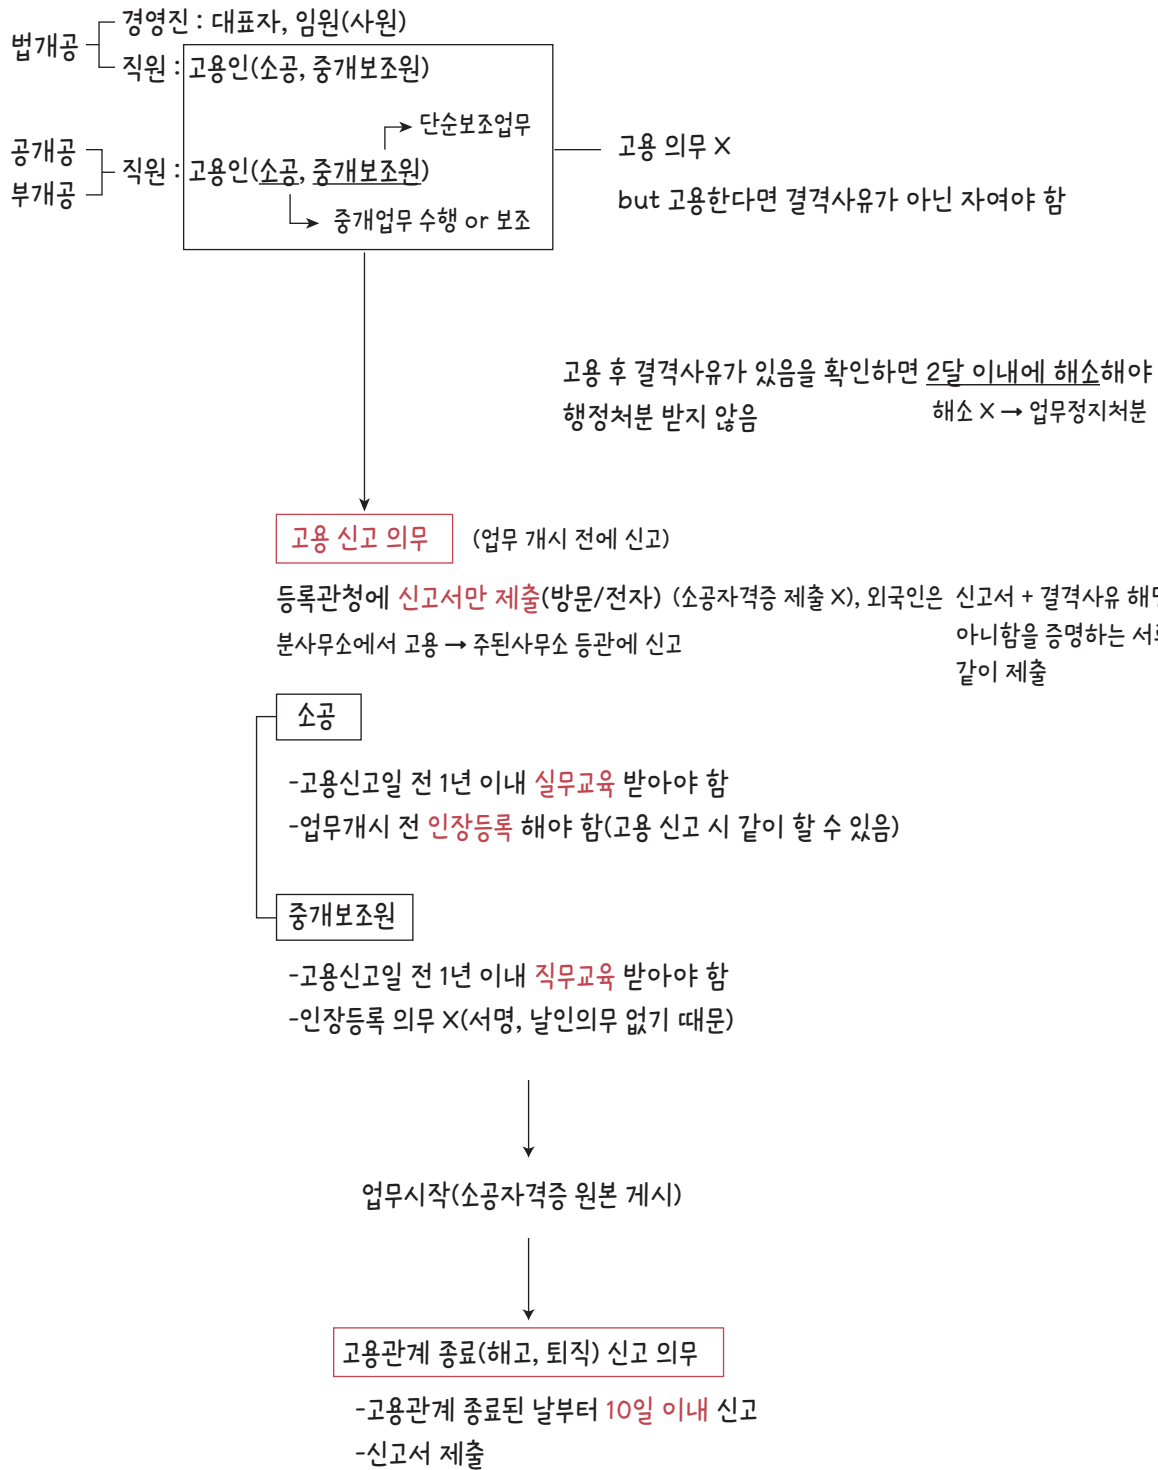 법개공
경영진 : 대표자, 임원(사원)
직원 : 고용인(소공, 중개보조원)
단순보조업무
공개공
부개공
직원 : 고용인(소공, 중개보조원)
중개업무 수행 or 보조
고용 의무 X
but 고용한다면 결격사유가 아닌 자여야 함
고용 후 결격사유가 있음을 확인하면 2달 이내에 해소해야
행정처분 받지 않음
해소 X → 업무정지처분
고용 신고 의무 (업무 개시 전에 신고)
등록관청에 신고서만 제출(방문/전자) (소공자격증 제출 X), 외국인은 신고서 + 결격사유
아니함을 증명하는
같이 제출
분사무소에서 고용 → 주된사무소 등관에 신고
소공
-고용신고일 전 1년 이내 실무교육 받아야 함
-업무개시 전 인장등록 해야 함(고용 신고 시 같이 할 수 있음)
중개보조원
-고용신고일 전 1년 이내 직무교육 받아야 함
-인장등록 의무 X(서명, 날인의무 없기 때문)
업무시작(소공자격증 원본 게시)
고용관계 종료(해고, 퇴직) 신고 의무
-고용관계 종료된 날부터 10일 이내 신고
-신고서 제출